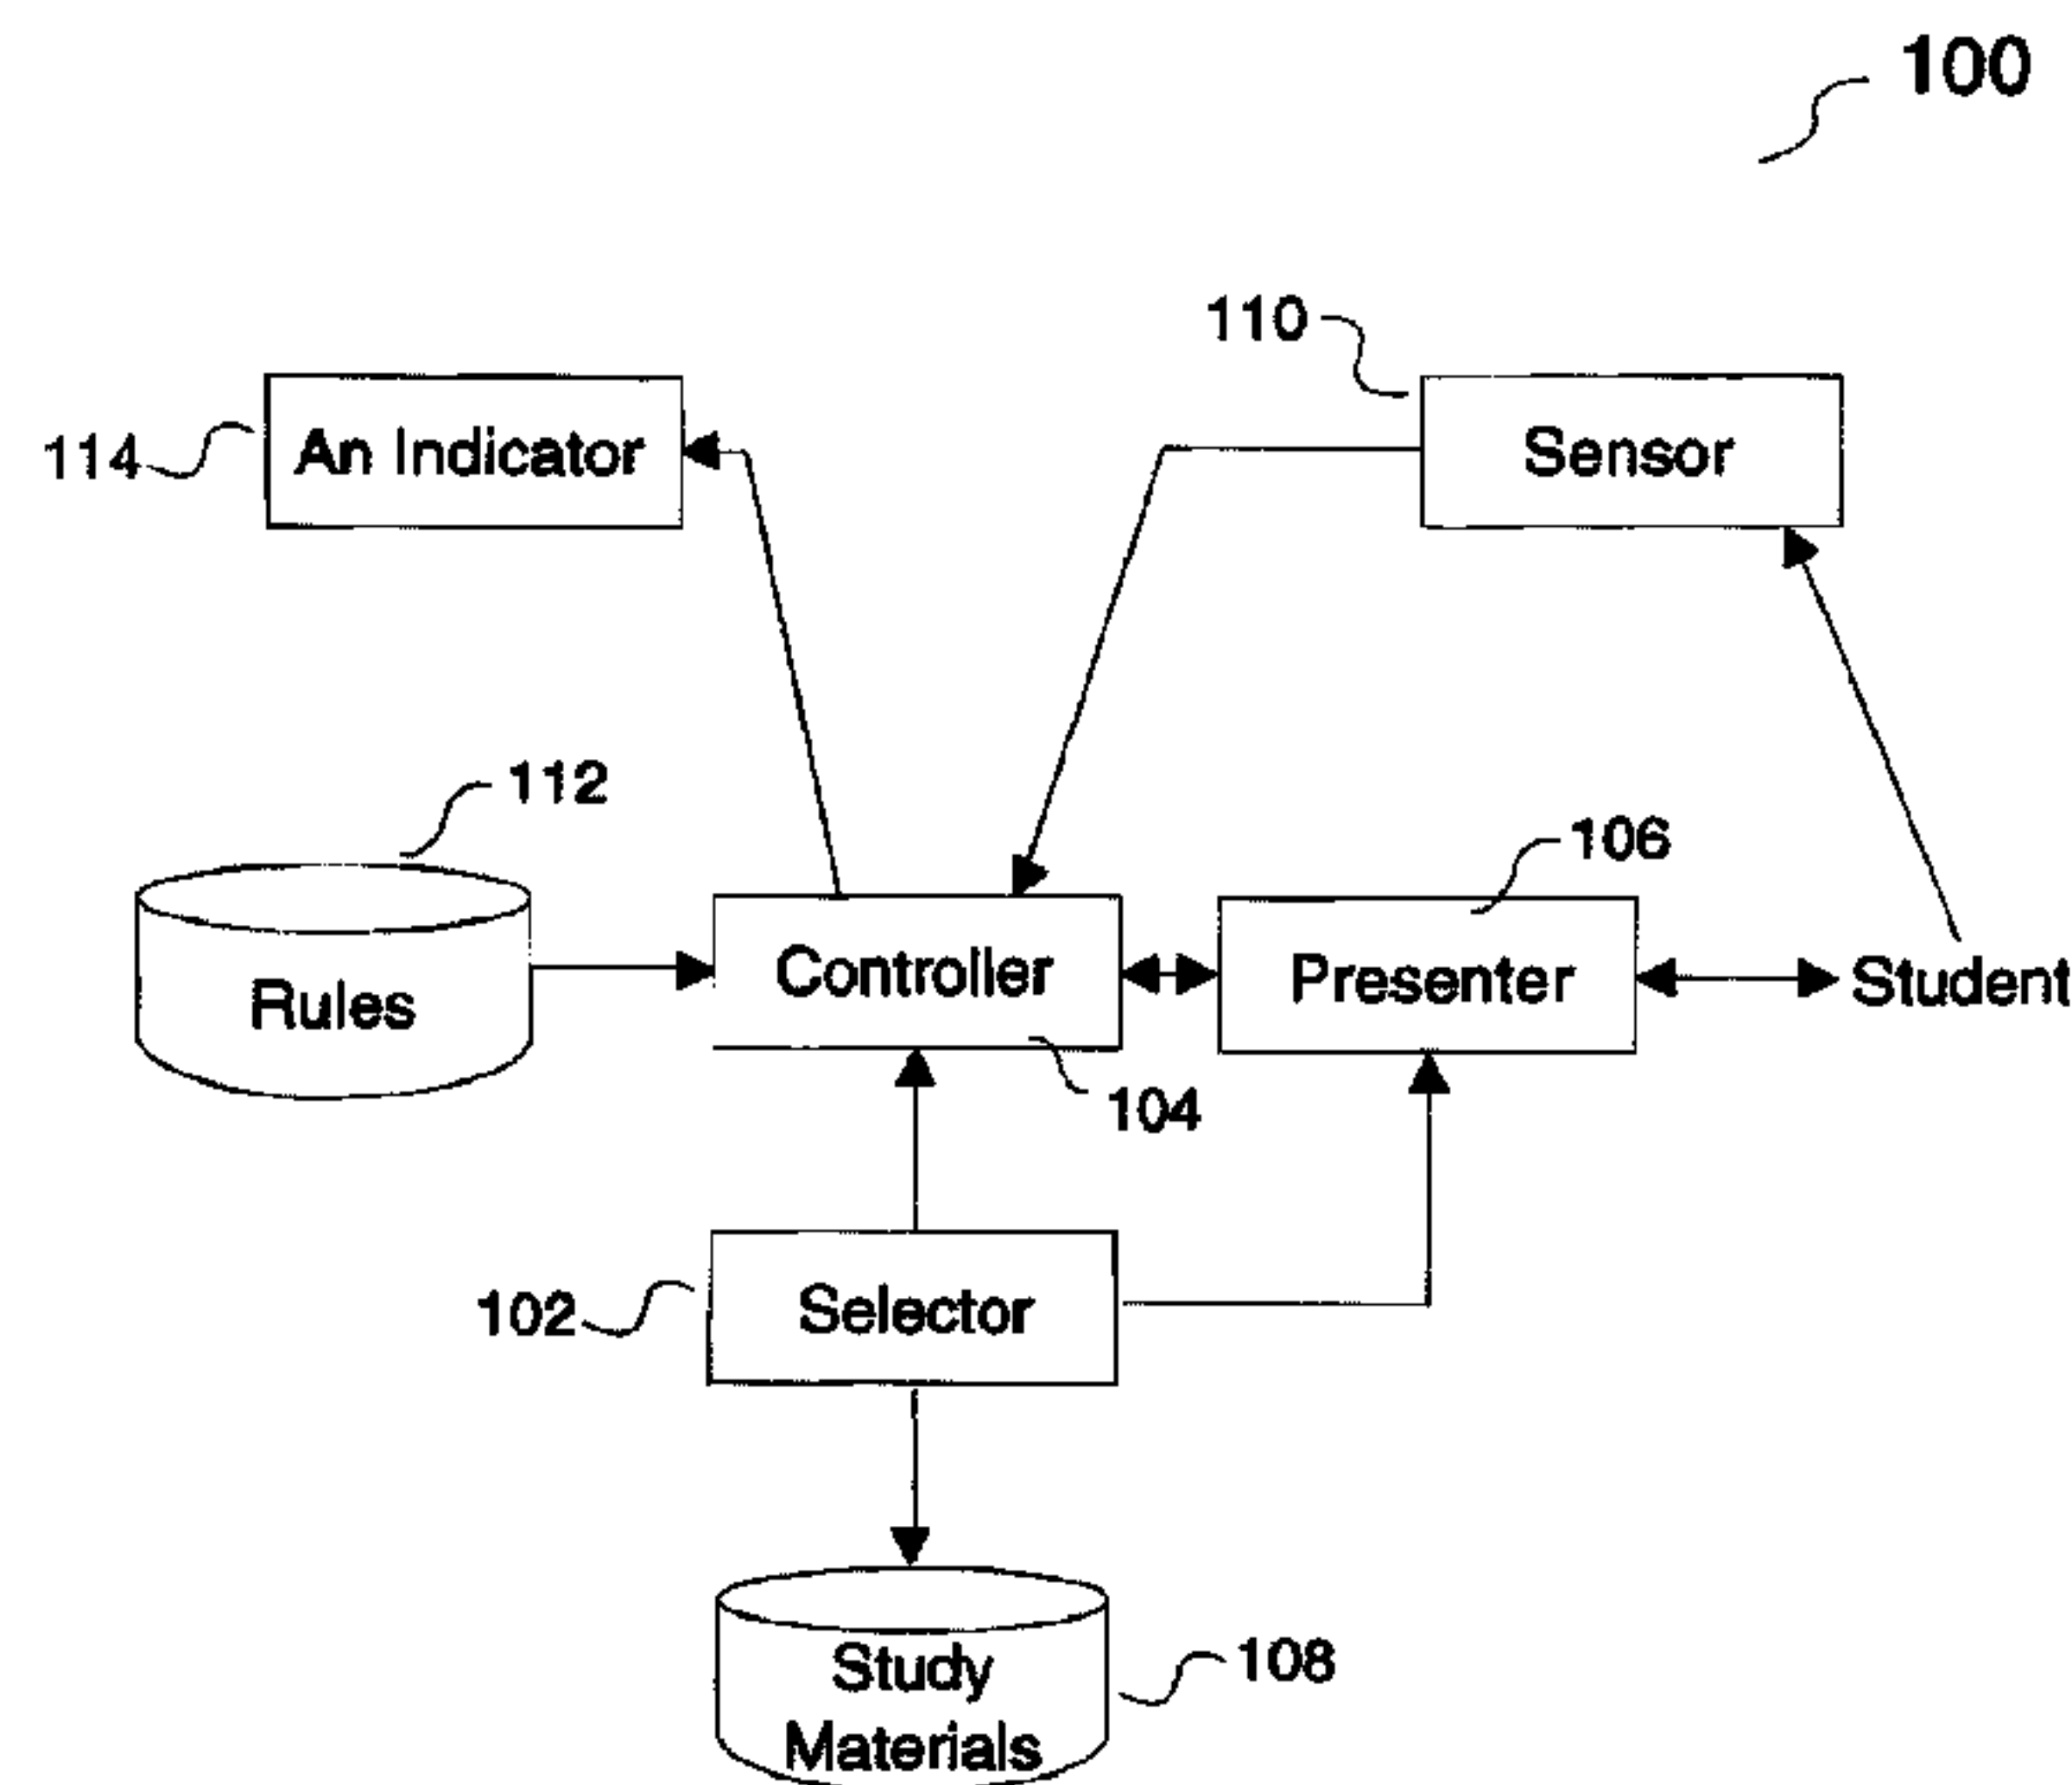 100
110
114
An Indicator
Sensor
112
106
Rules
Controller
Presenter
Student
104
102
Selector
Study
Materials
108